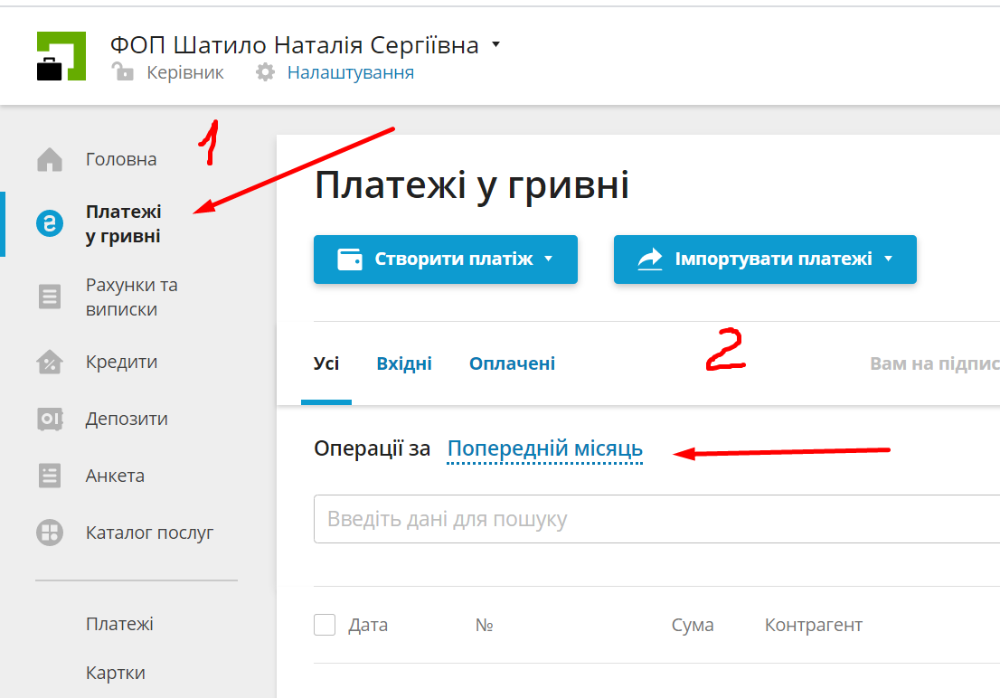 ФОП Шатило Наталія Сергіївна
Керівник Налаштування
1
Головна
Платежі
у гривні
Рахунки та
виписки
Кредити
Депозити
Анкета
Каталог послуг
Платежі
Картки
Платежі у гривні
Створити платіж Імпортувати платежі
2
Усі Вхідні Оплачені Вам на підпис
Операції за Попередній місяць
Введіть дані для пошуку
Дата № Сума Контрагент